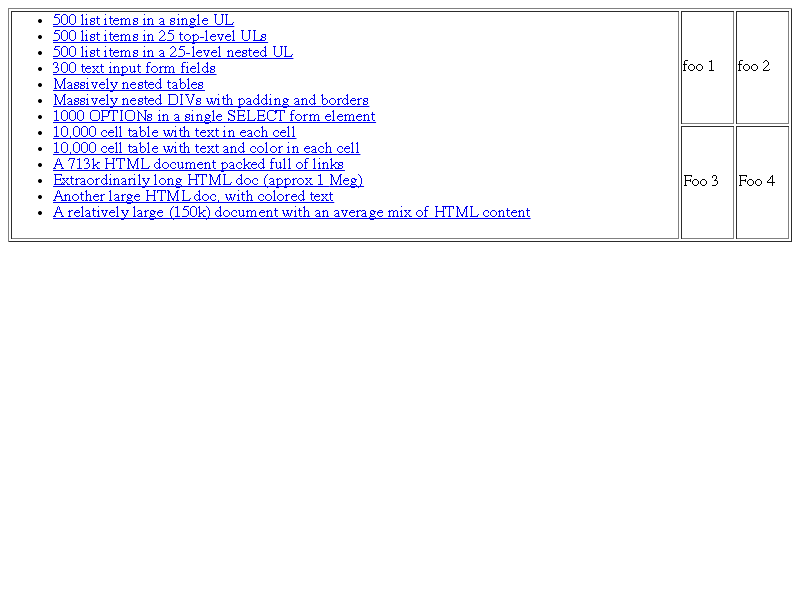 500 list items in a single UL
500 list items in 25 top-level ULs
500 list items in a 25-level nested UL
300 text input form fields
Massively nested tables
Massively nested DIVs with padding and borders
1000 OPTIONs in a single SELECT form element
10,000 cell table with text in each cell
10,000 cell table with text and color in each cell
A 713k HTML document packed full of links
Extraordinarily long HTML doc (approx 1 Meg)
Another large HTML doc, with colored text
A relatively large (150k) document with an average mix of HTML content
foo 1
foo 2
Foo 3
Foo 4